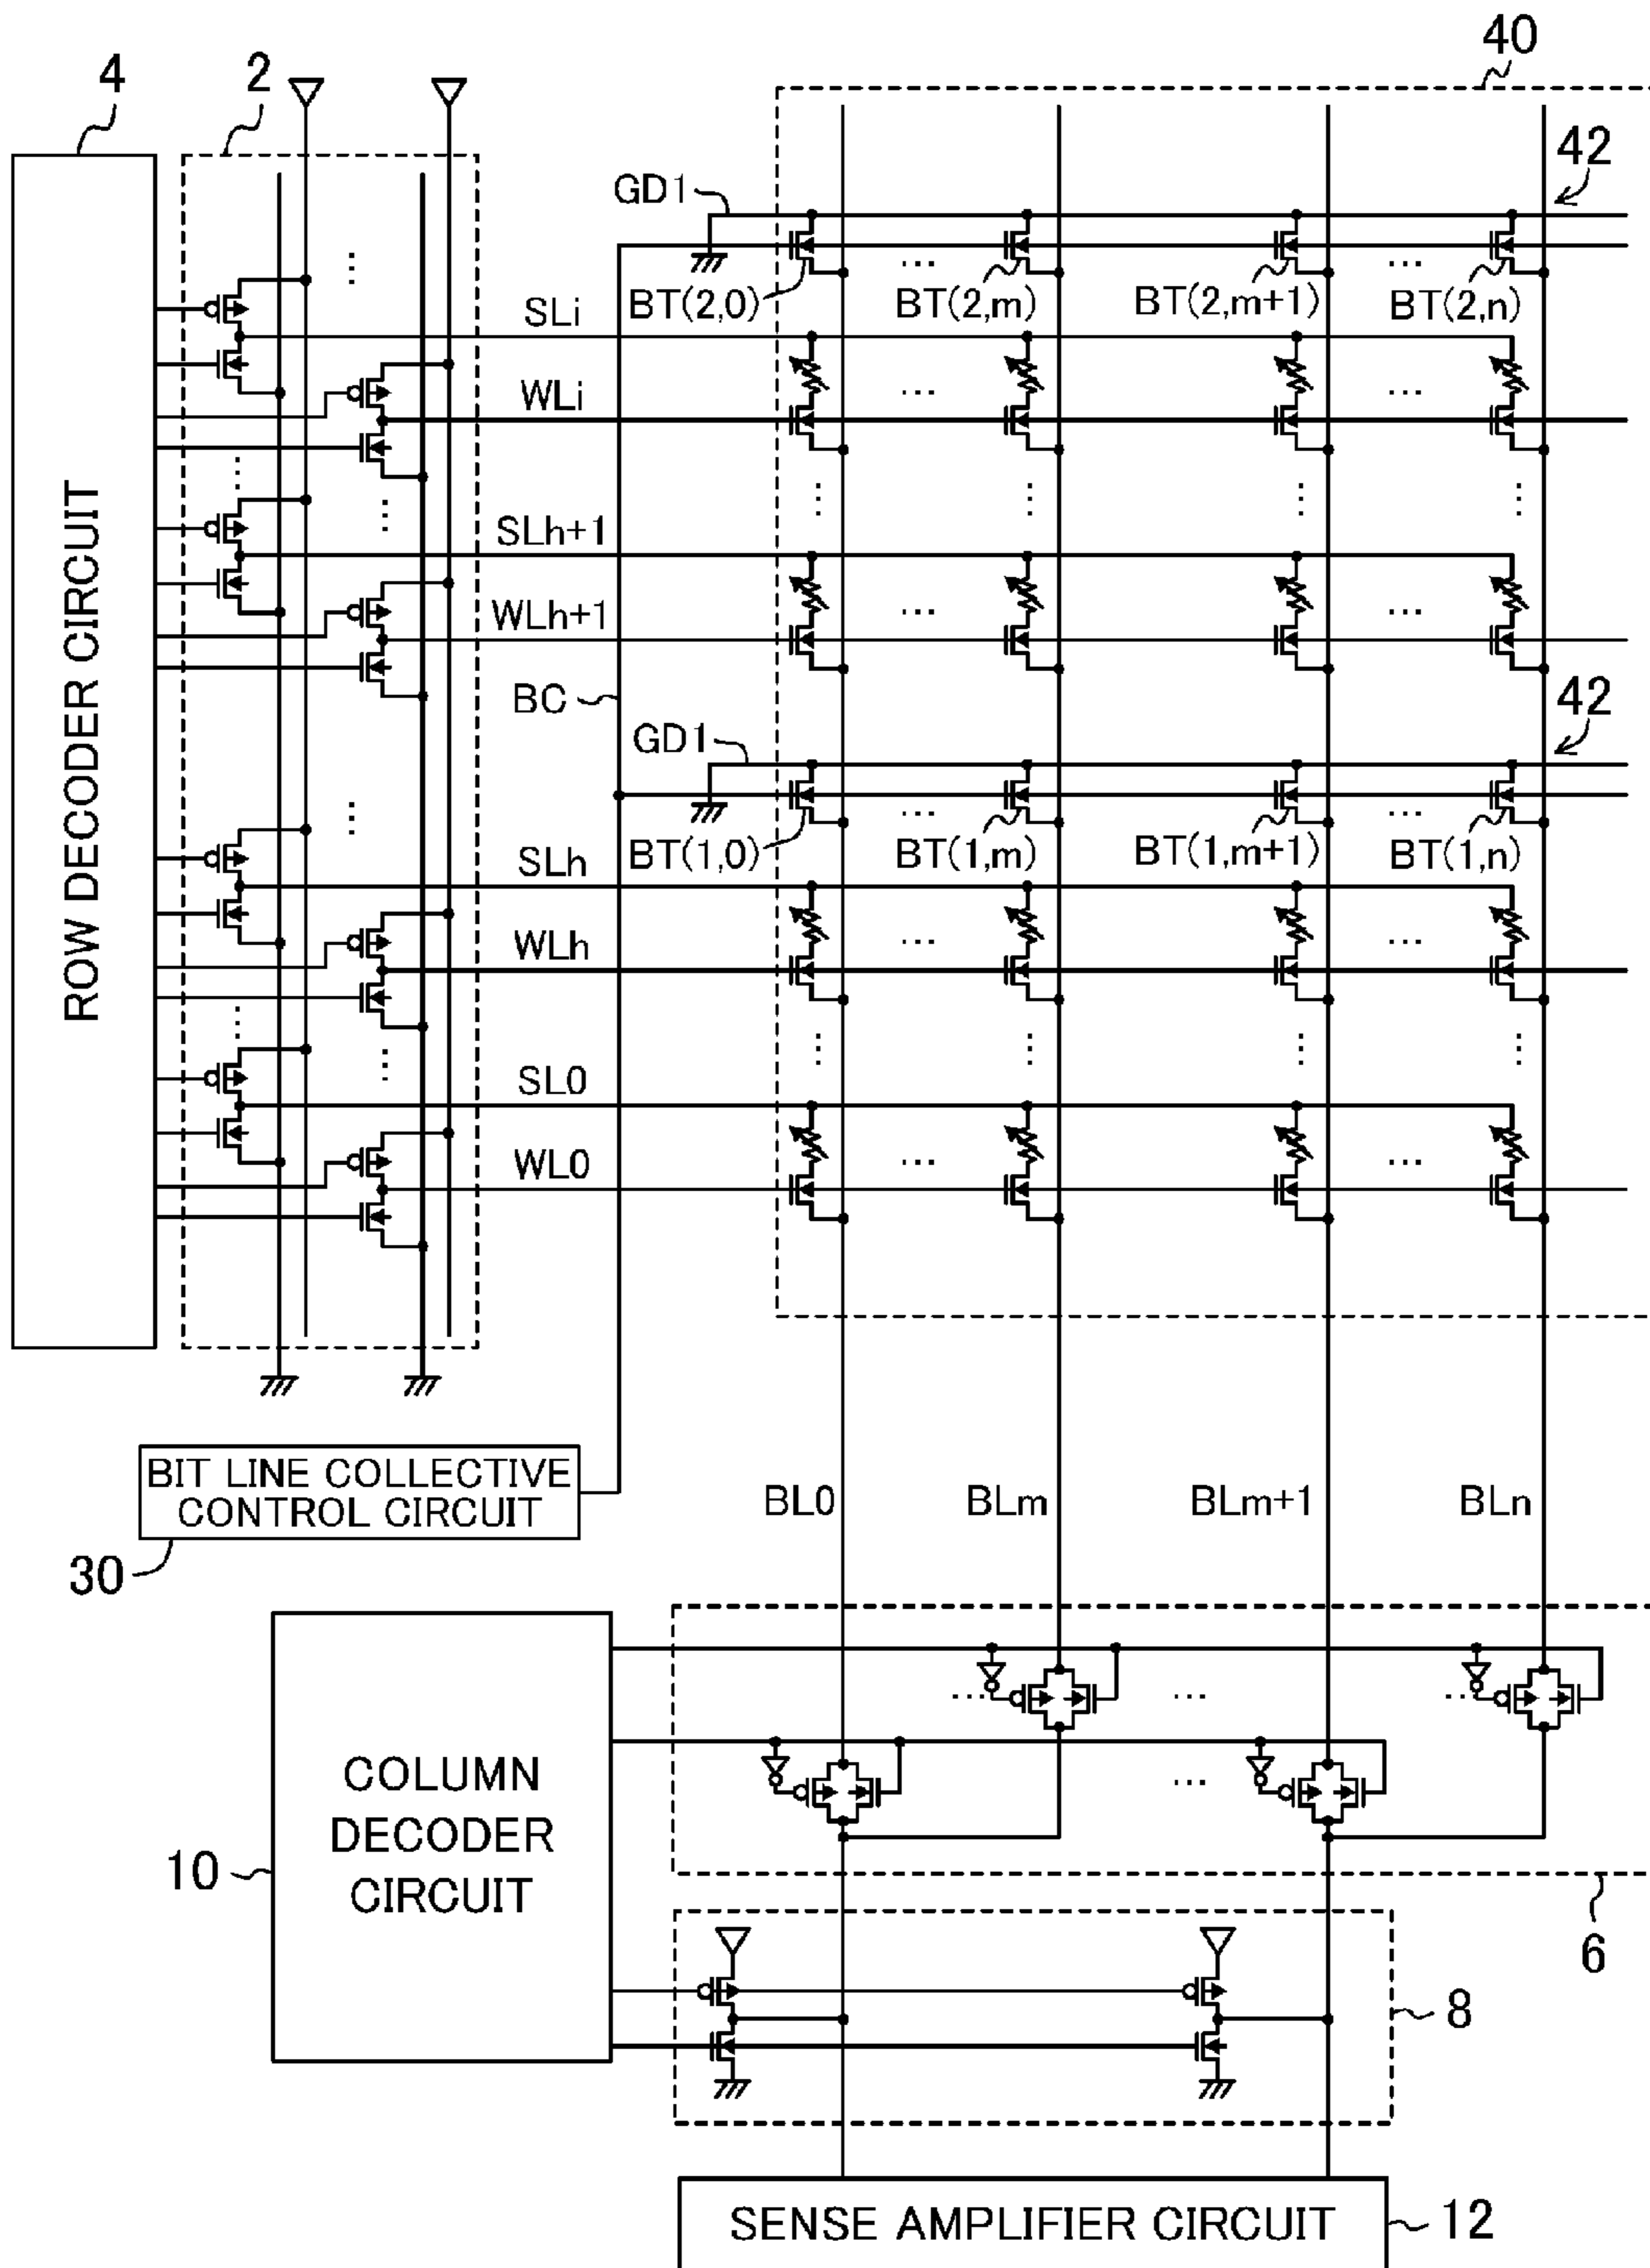 40
4
2
42
GD1
BT(2,0)
BT(2,m)
BT(2,m+1)
BT(2,n)
SLi
WLi
SLh+1
WLh+1
BC
42
GD1
BT(1,0)
BT(1,m)
BT(1,m+1)
BT(1,n)
SLh
WLh
SL0
WL0
ROW DECODER CIRCUIT
BIT LINE COLLECTIVE
CONTROL CIRCUIT
30
BL0
BLm
BLm+1
BLn
COLUMN
DECODER
CIRCUIT
10
6
8
SENSE AMPLIFIER CIRCUIT
12